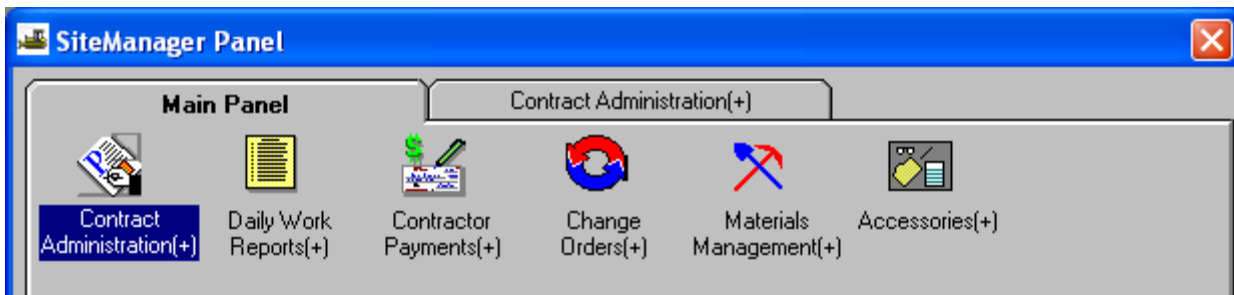 SiteManager Panel
Main Panel
Contract Administration(+)
Contract
Administration(+)
Daily Work
Reports(+)
Contractor
Payments(+)
Change
Orders(+)
Materials
Management(+)
Accessories(+)